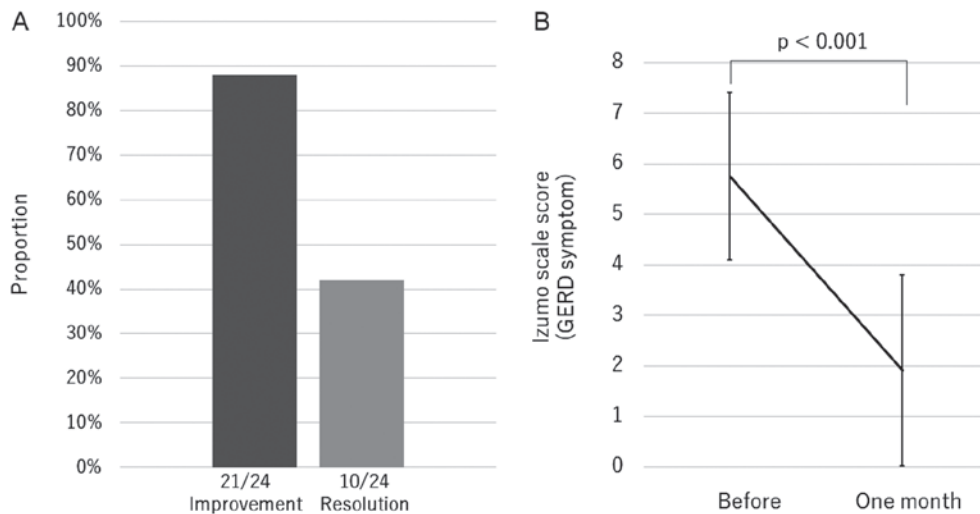 A
100%
90%
80%
70%
60%
50%
40%
30%
20%
10%
0%
Proportion
21/24
Improvement
10/24
Resolution
B
p < 0.001
8
7
6
5
4
3
2
1
0
Izumo scale score
(GERD symptom)
Before
One month